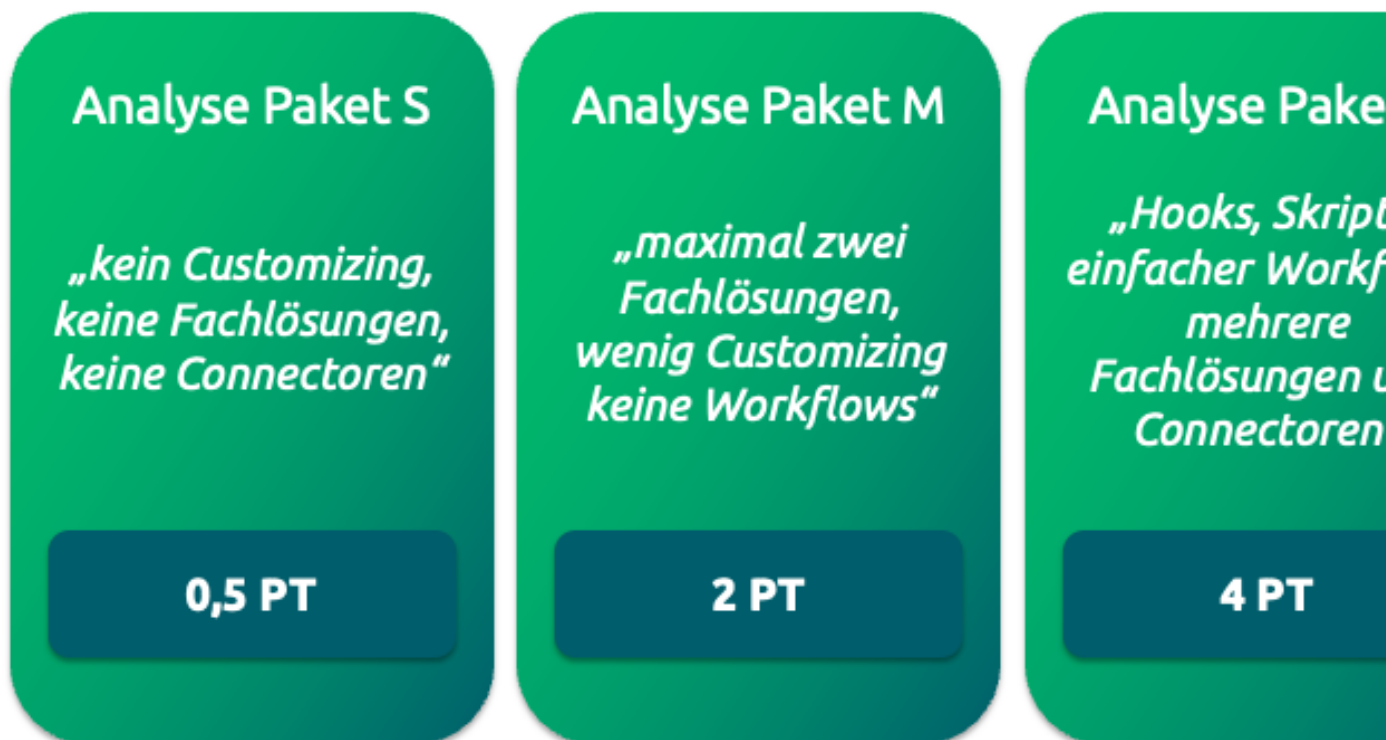 Analyse Paket S
„kein Customizing,
keine Fachlösungen,
keine Connectoren“
0,5 PT
Analyse Paket M
„maximal zwei
Fachlösungen,
wenig Customizing
keine Workflows“
2 PT
Analyse
„Hooks,
einfacher
mehrere
Fachlösungen
Connectoren
4 PT